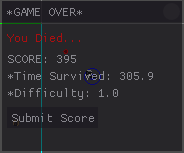 *GAME OVER*
You Died...
SCORE: 395
*Time Survived: 305.9
*Difficulty: 1.0
Submit Score